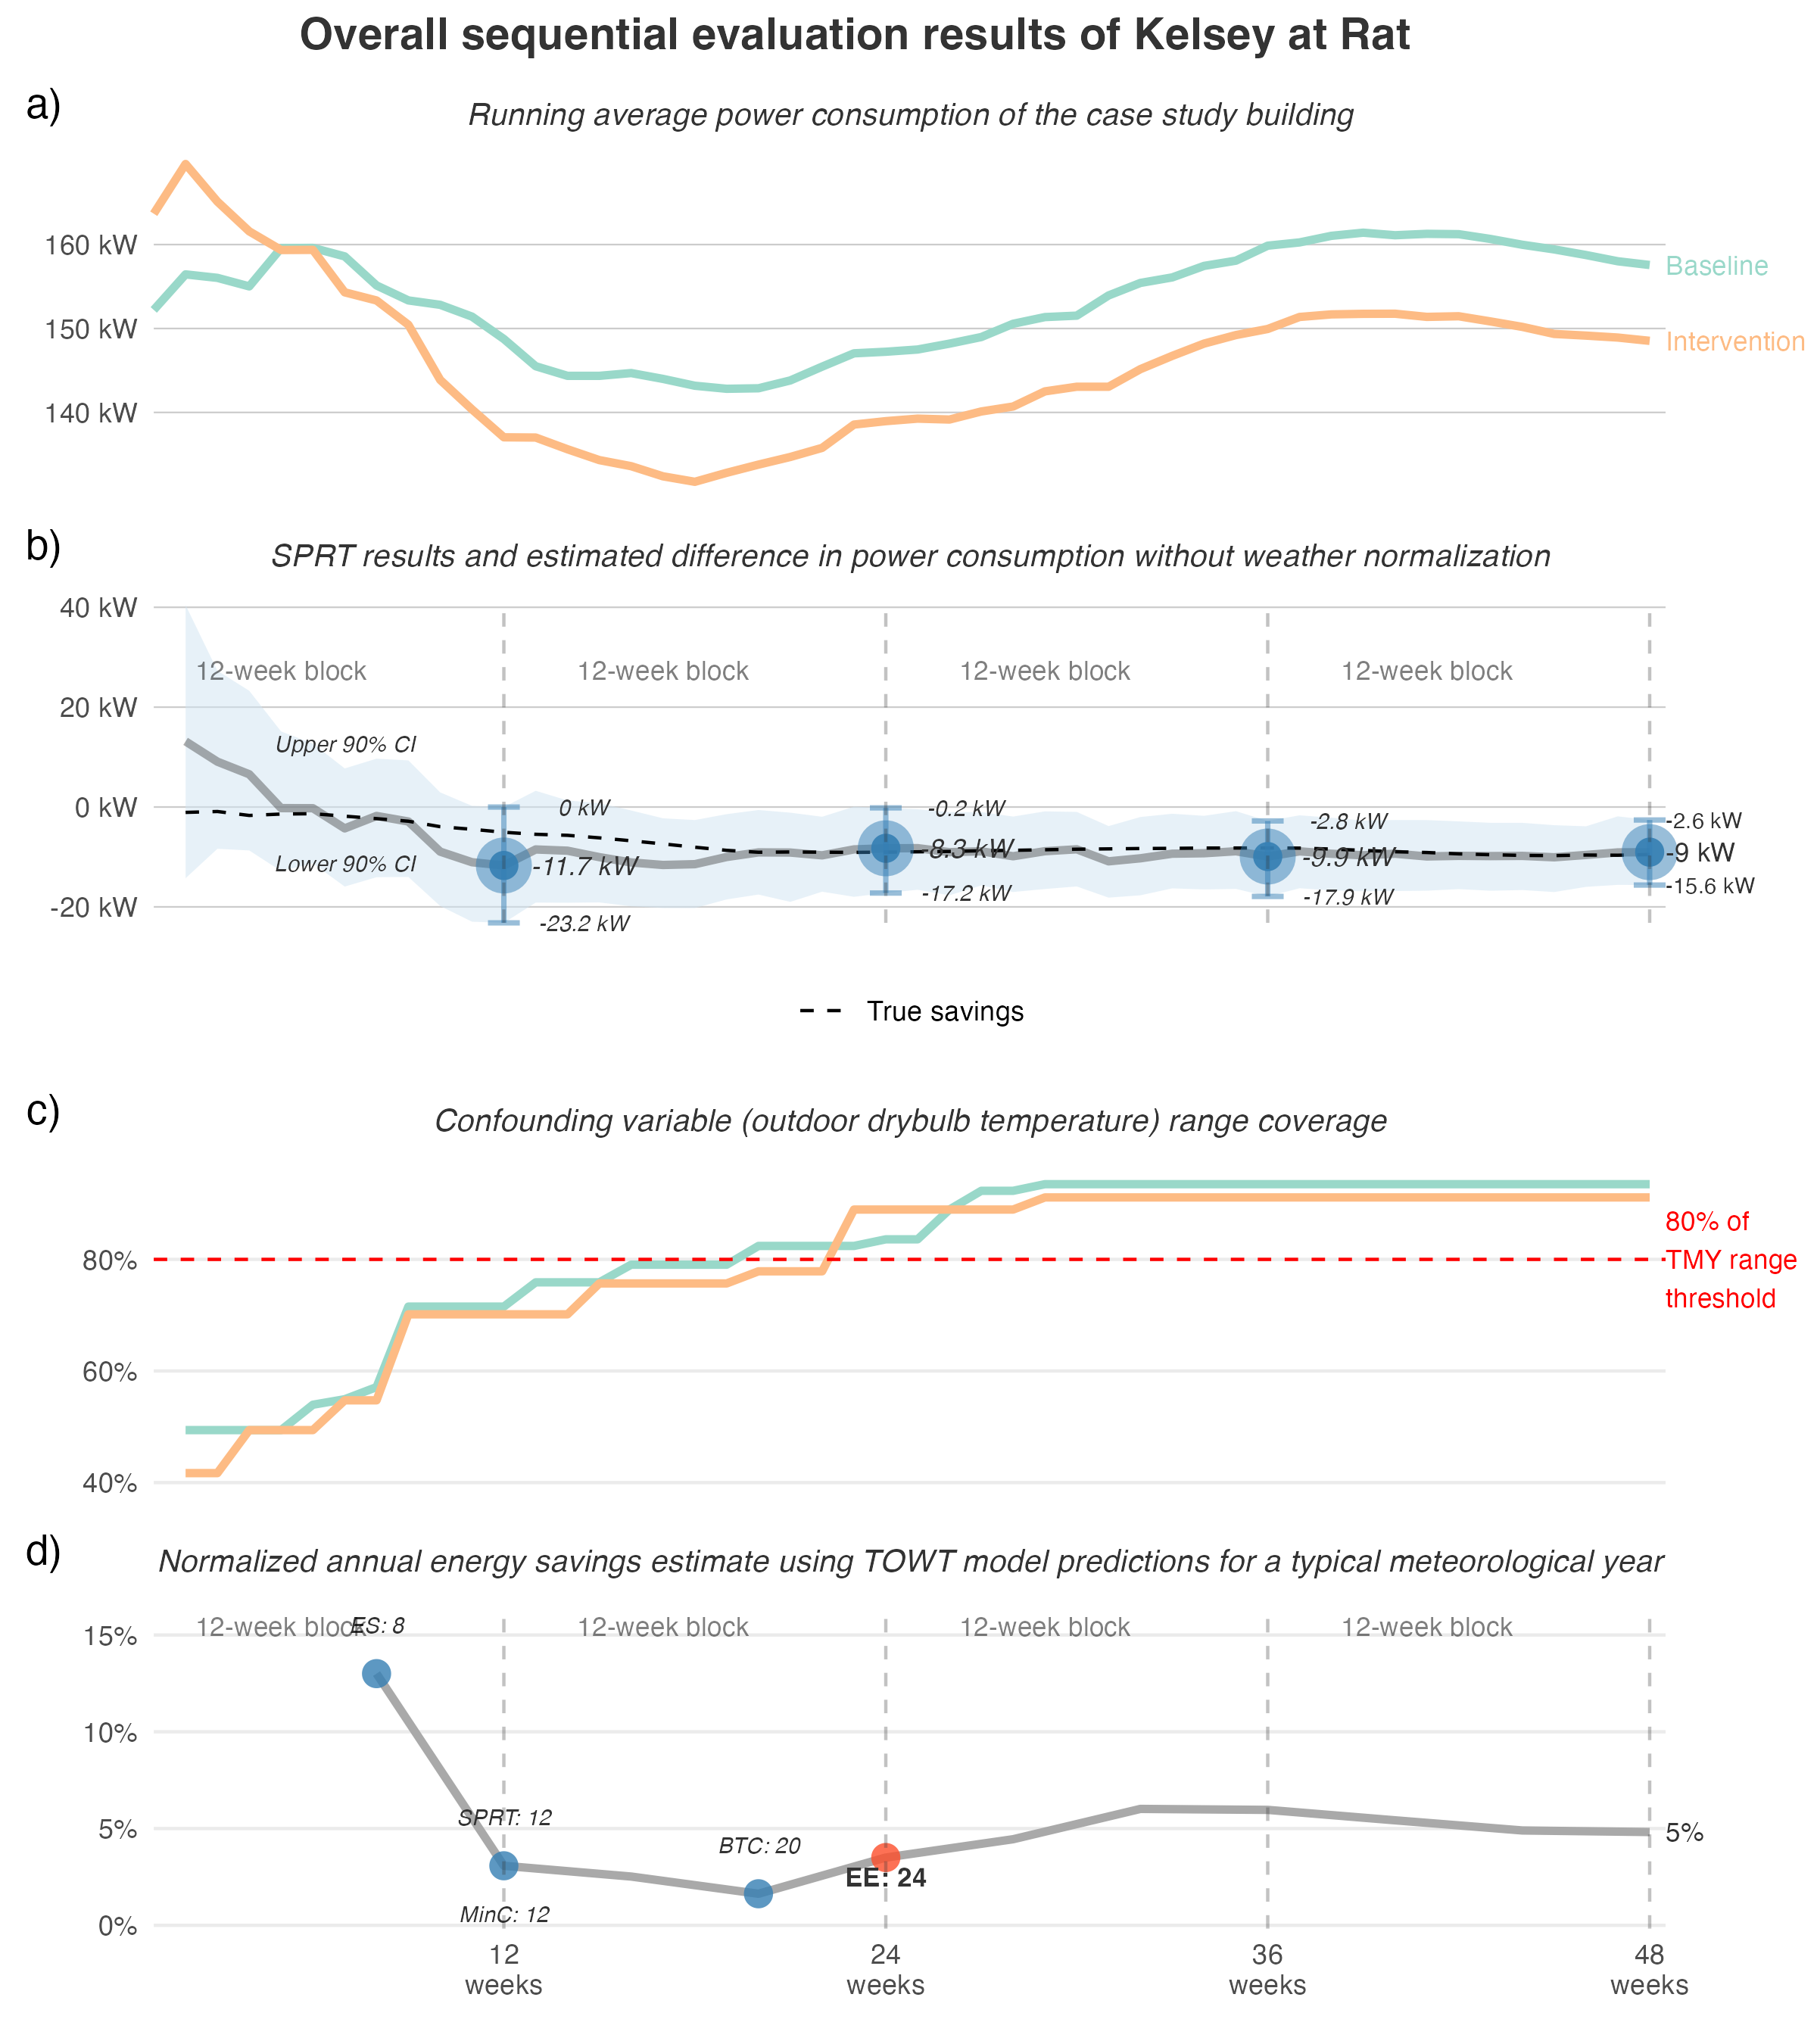 Overall sequential evaluation results of Kelsey at Rat
a)
Running average power consumption of the case study building
160 kW
150 kW
140 kW
Baseline
Intervention
b)
SPRT results and estimated difference in power consumption without weather normalization
40 kW
20 kW
0 kW
-20 kW
12-week block
12-week block
12-week block
12-week block
Upper 90% CI
Lower 90% CI
0 kW
-11.7 kW
-23.2 kW
-0.2 kW
-8.3 kW
-17.2 kW
-2.8 kW
-9.9 kW
-17.9 kW
-2.6 kW
-9 kW
-15.6 kW
True savings
c)
Confounding variable (outdoor drybulb temperature) range coverage
80%
60%
40%
80% of
TMY range
threshold
d)
Normalized annual energy savings estimate using TOWT model predictions for a typical meteorological year
15%
10%
5%
0%
12-week block
12-week block
12-week block
12-week block
ES: 8
SPRT: 12
MinC: 12
BTC: 20
EE: 24
5%
12
weeks
24
weeks
36
weeks
48
weeks